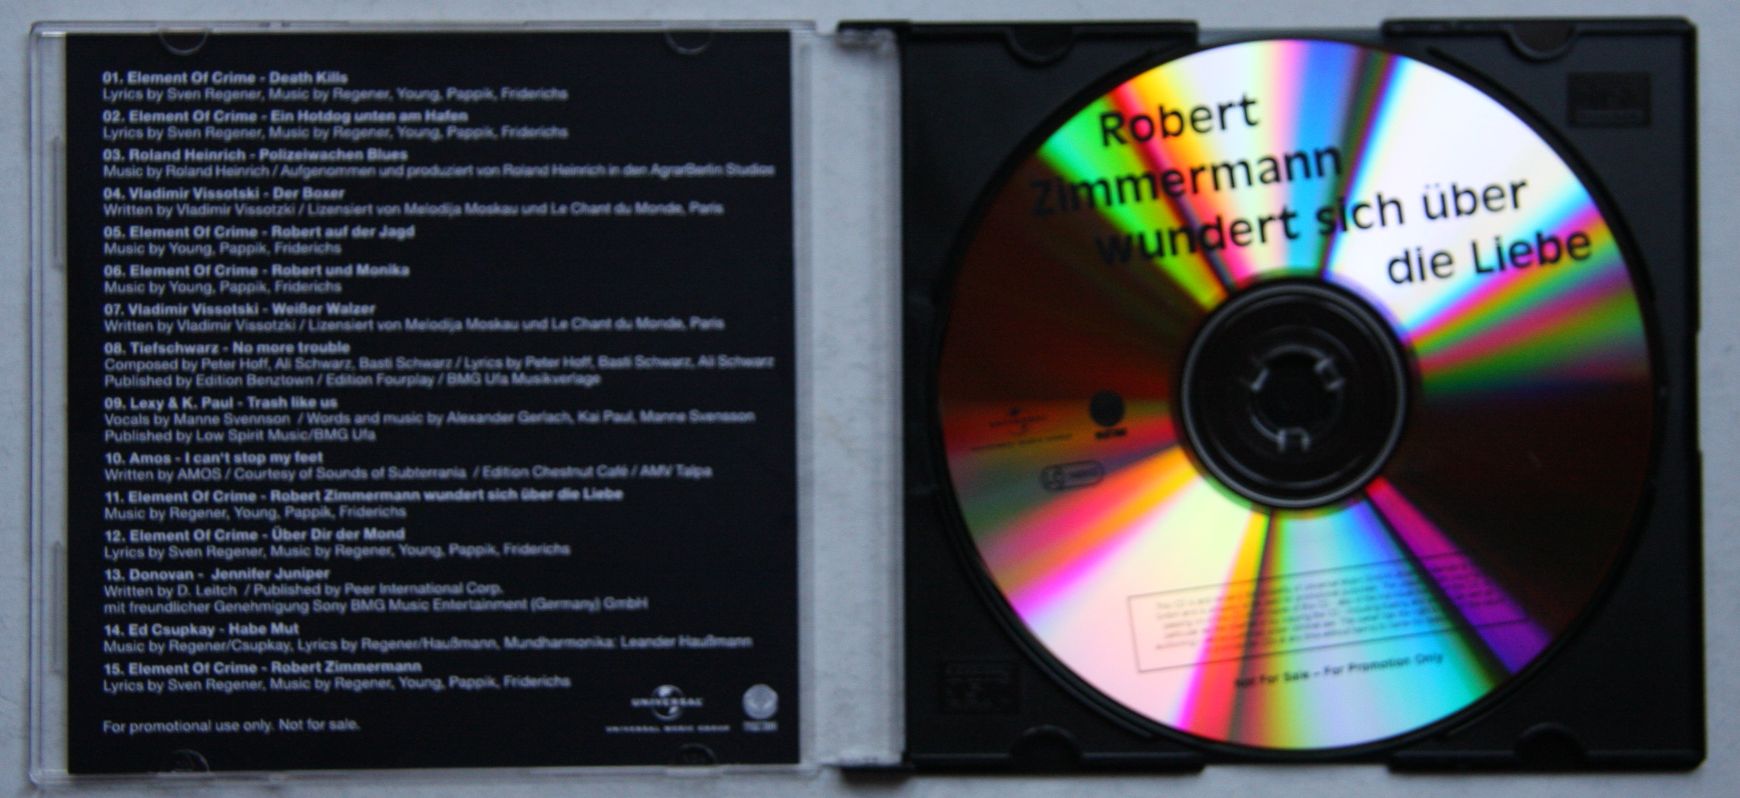 01. Element Of Crime - Death Kills
Lyrics by Sven Regener, Music by Regener, Young, Pappik, Friderichs
02. Element Of Crime - Ein Hotdog unten am Hafen
Lyrics by Sven Regener, Music by Regener, Young, Pappik, Friderichs
03. Roland Heinrich - Polizeiwachen Blues
Music by Roland Heinrich / Aufgenommen und produziert von Roland Heinrich in den AgrarBerlin Studios
04. Vladimir Vissotski - Der Boxer
Written by Vladimir Vissotzki / Lizensiert von Melodija Moskau und Le Chant du Monde, Paris
05. Element Of Crime - Robert auf der Jagd
Music by Young, Pappik, Friderichs
06. Element Of Crime - Robert und Monika
Music by Young, Pappik, Friderichs
07. Vladimir Vissotski - Weißer Walzer
Written by Vladimir Vissotzki / Lizensiert von Melodija Moskau und Le Chant du Monde, Paris
08. Tiefschwarz - No more trouble
Composed by Peter Hoff, Ali Schwarz, Basti Schwarz / Lyrics by Peter Hoff, Basti Schwarz, Ali Schwarz
Published by Edition Benztown / Edition Fourplay / BMG Ufa Musikverlage
09. Lexy & K. Paul - Trash like us
Vocals by Manne Svennson / Words and music by Alexander Gerlach, Kai Paul, Manne Svensson
Published by Low Spirit Music/BMG Ufa
10. Amos - I can't stop my feet
Written by AMOS / Courtesy of Sounds of Subterrania / Edition Chestnut Café / AMV Talpa
11. Element Of Crime - Robert Zimmermann wundert sich über die Liebe
Music by Regener, Young, Pappik, Friderichs
12. Element Of Crime - Über Dir der Mond
Lyrics by Sven Regener, Music by Regener, Young, Pappik, Friderichs
13. Donovan - Jennifer Juniper
Written by D. Leitch / Published by Peer International Corp.
mit freundlicher Genehmigung Sony BMG Music Entertainment (Germany) GmbH
14. Ed Csupkay - Habe Mut
Music by Regener/Csupkay, Lyrics by Regener/Haußmann, Mundharmonika: Leander Haußmann
15. Element Of Crime - Robert Zimmermann
Lyrics by Sven Regener, Music by Regener, Young, Pappik, Friderichs
For promotional use only. Not for sale.
UNIVERSAL
UNIVERSAL MUSIC GROUP
Robert
Zimmermann
wundert sich über
die Liebe
Not For Sale – For Promotion Only